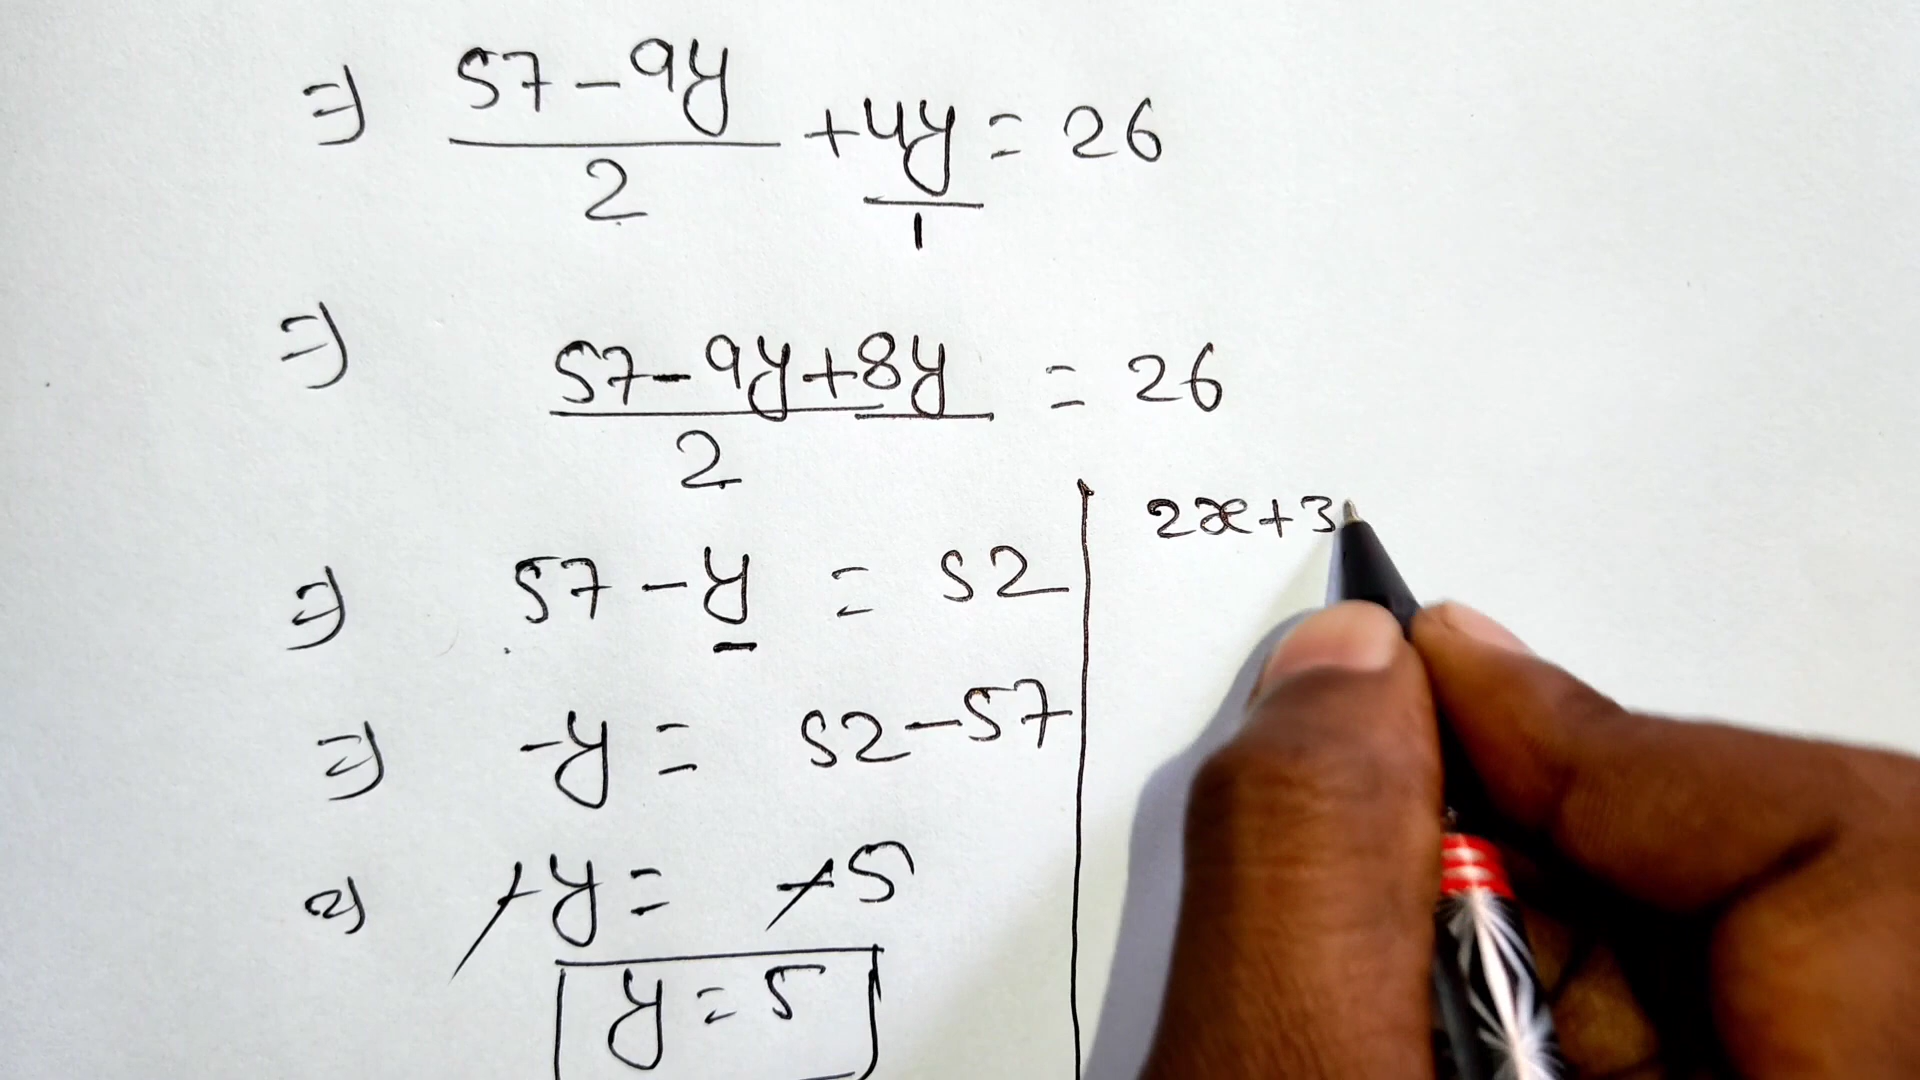 ⇒ 57-9y/2 + 4y/1 = 26
⇒ 57-9y+8y/2 = 26
⇒ 57-y = 52
⇒ -y = 52-57
⇒ -y = -5
y = 5
2x+3